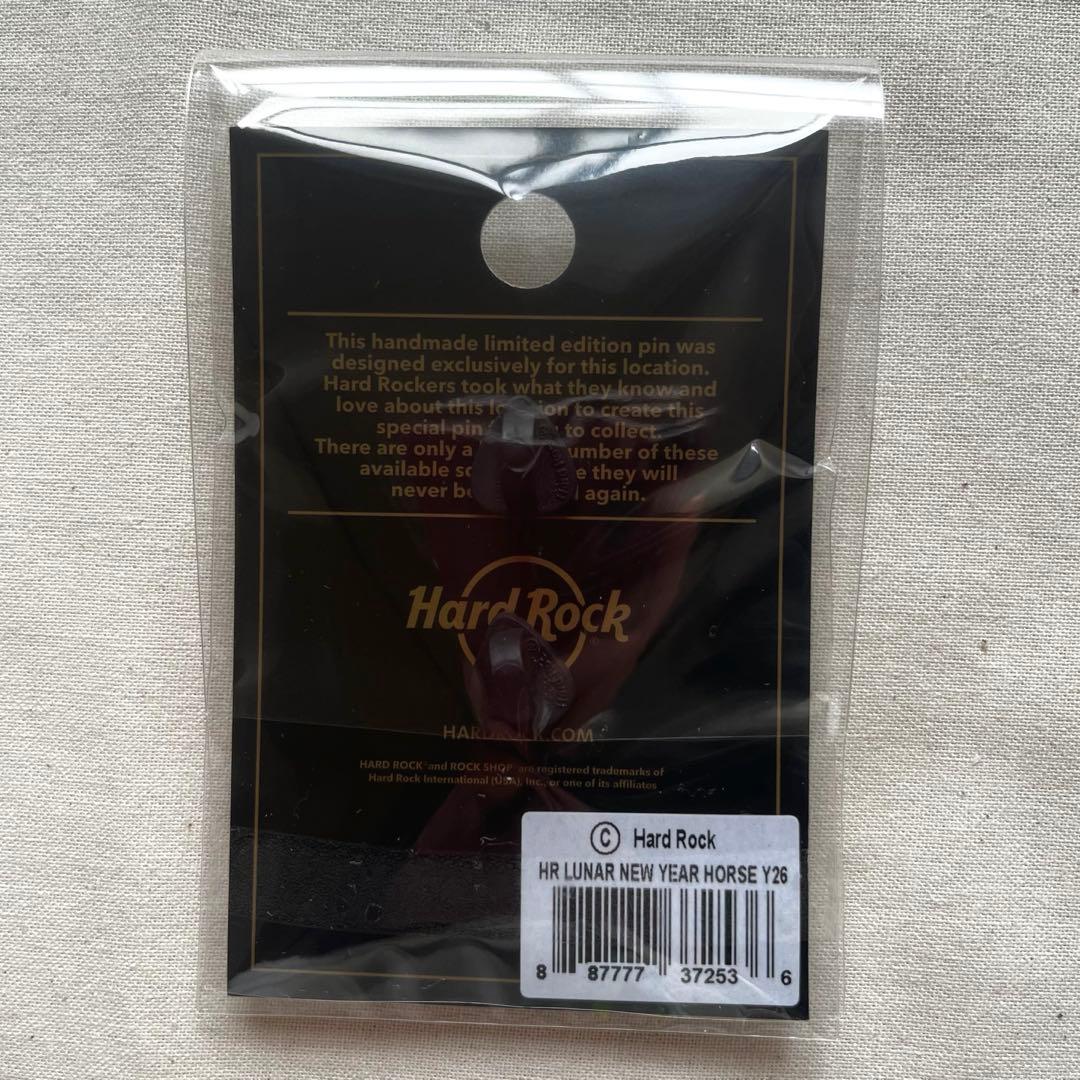 This handmade limited edition pin was
designed exclusively for this location.
Hard Rockers took what they know and
love about this to create this
special pin to collect.
There are only a number of these
available they will
never again.
Hard Rock
HARDROCK.COM
HARD ROCK and ROCK SHOP are registered trademarks of
Hard Rock International (USA), Inc., or one of its affiliates
© Hard Rock
HR LUNAR NEW YEAR HORSE Y26
8 87777 37253 6